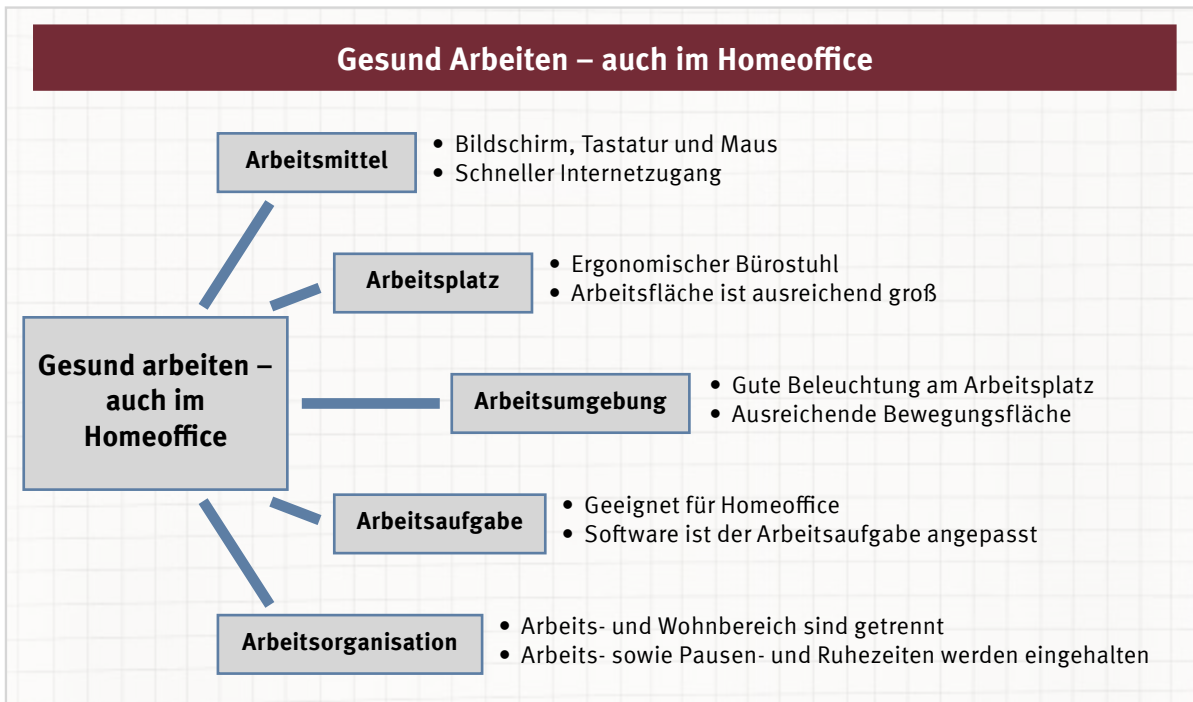 Gesund Arbeiten – auch im Homeoffice
Arbeitsmittel
• Bildschirm, Tastatur und Maus
• Schneller Internetzugang
Arbeitsplatz
• Ergonomischer Bürostuhl
• Arbeitsfläche ist ausreichend groß
Gesund arbeiten –
auch im
Homeoffice
Arbeitsumgebung
• Gute Beleuchtung am Arbeitsplatz
• Ausreichende Bewegungsfläche
Arbeitsaufgabe
• Geeignet für Homeoffice
• Software ist der Arbeitsaufgabe angepasst
Arbeitsorganisation
• Arbeits- und Wohnbereich sind getrennt
• Arbeits- sowie Pausen- und Ruhezeiten werden eingehalten